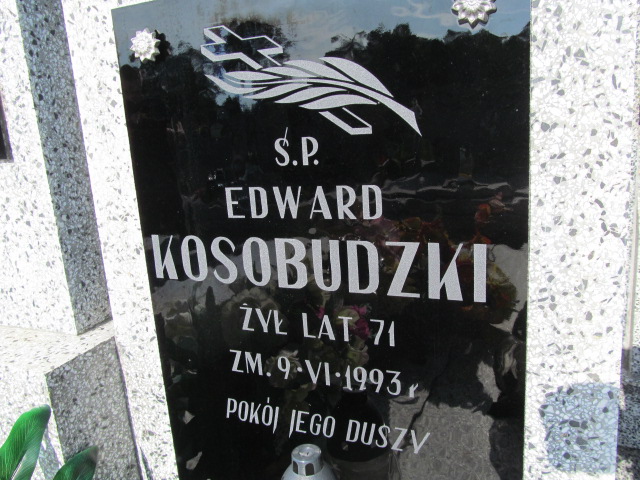 Ś.P.
EDWARD
KOSOBUDZKI
ŻYŁ LAT 71
ZM. 9·VI·1993 r
POKÓJ JEGO DUSZY